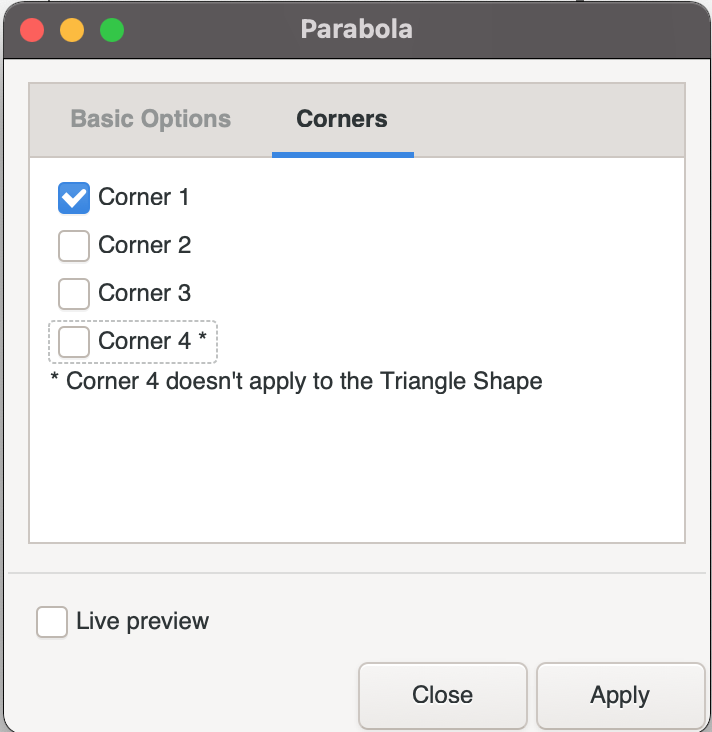 Parabola
Basic Options
Corners
Corner 1
Corner 2
Corner 3
Corner 4 *
* Corner 4 doesn't apply to the Triangle Shape
Live preview
Close
Apply